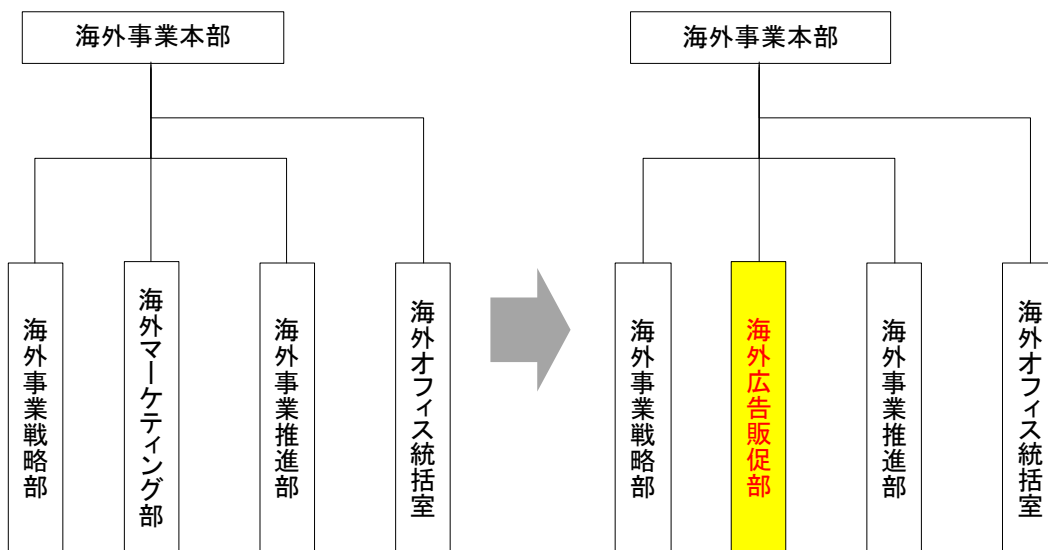 海外事業本部
海外事業戦略部
海外マーケティング部
海外事業推進部
海外オフィス統括室
海外事業本部
海外事業戦略部
海外広告販促部
海外事業推進部
海外オフィス統括室